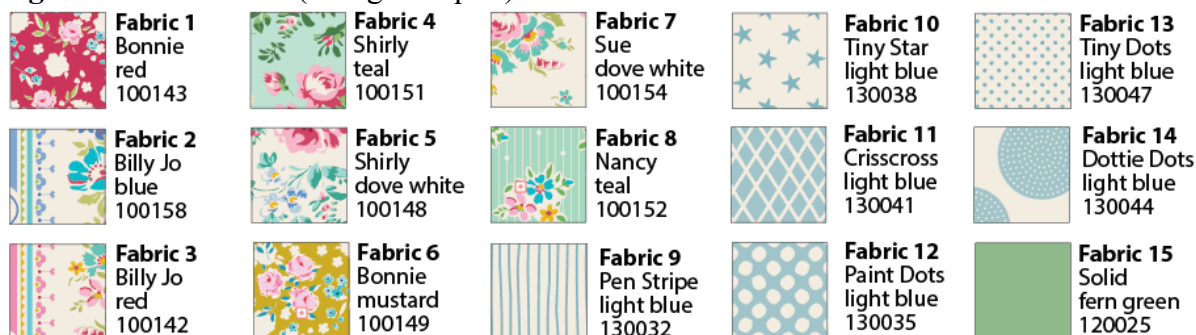 Fabric 1
Bonnie
red
100143
Fabric 2
Billy Jo
blue
100158
Fabric 3
Billy Jo
red
100142
Fabric 4
Shirly
teal
100151
Fabric 5
Shirly
dove white
100148
Fabric 6
Bonnie
mustard
100149
Fabric 7
Sue
dove white
100154
Fabric 8
Nancy
teal
100152
Fabric 9
Pen Stripe
light blue
130032
Fabric 10
Tiny Star
light blue
130038
Fabric 11
Crisscross
light blue
130041
Fabric 12
Paint Dots
light blue
130035
Fabric 13
Tiny Dots
light blue
130047
Fabric 14
Dottie Dots
light blue
130044
Fabric 15
Solid
fern green
120025